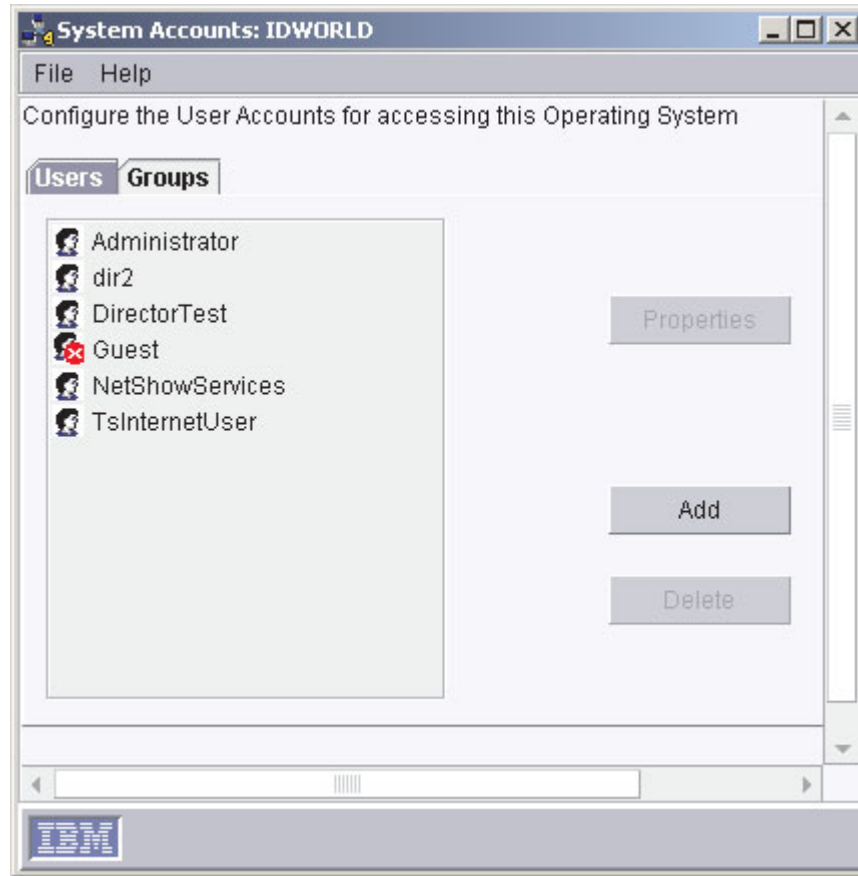 System Accounts: IDWORLD
File Help
Configure the User Accounts for accessing this Operating System
Users Groups
Administrator
dir2
DirectorTest
Guest
NetShowServices
TsInternetUser
Properties
Add
Delete
IBM